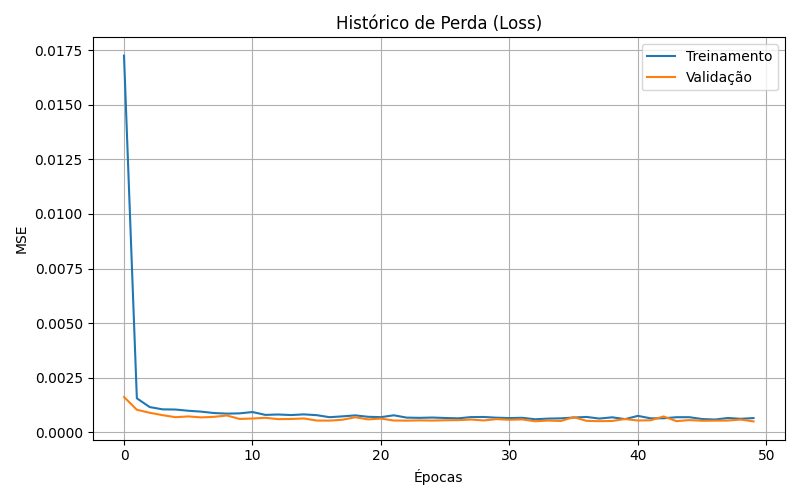 Histórico de Perda (Loss)
0.0175
0.0150
0.0125
0.0100
0.0075
0.0050
0.0025
0.0000
MSE
Treinamento
Validação
0 10 20 30 40 50
Épocas